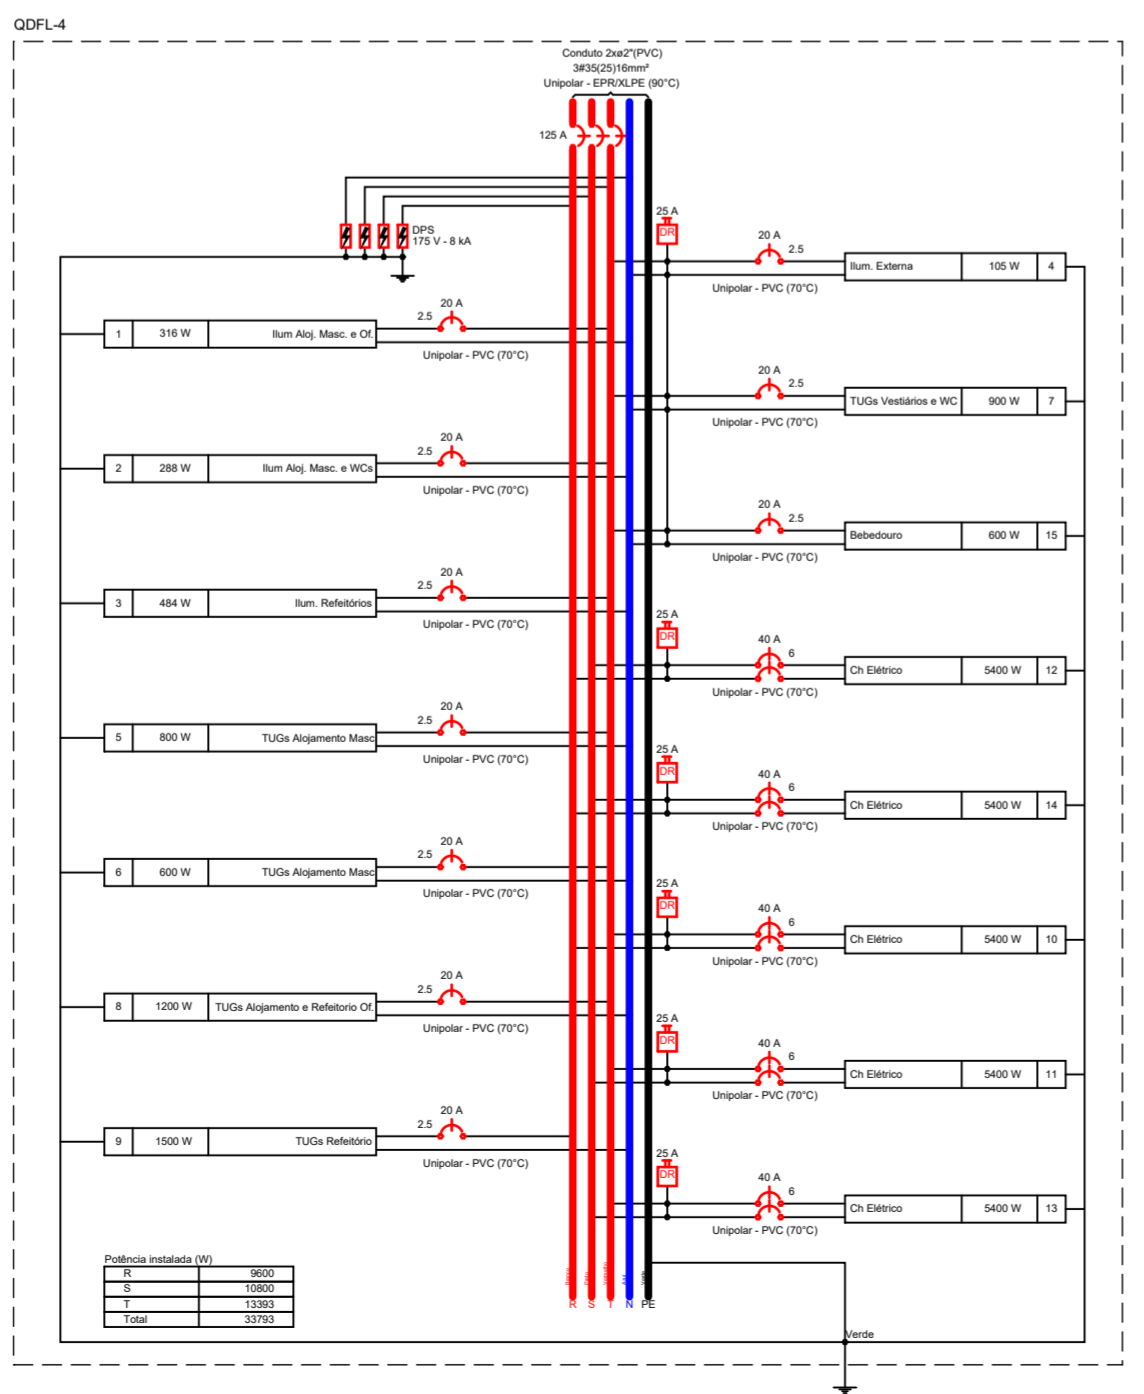 QDFL-4
Conduto 2xø2"(PVC)
3#35(25)16mm²
Unipolar - EPR/XLPE (90°C)
125 A
DPS
175 V - 8 kA
1 316 W Ilum Aloj. Masc. e Of.
2.5 20 A
Unipolar - PVC (70°C)
2 288 W Ilum Aloj. Masc. e WCs
2.5 20 A
Unipolar - PVC (70°C)
3 484 W Ilum. Refeitórios
2.5 20 A
Unipolar - PVC (70°C)
5 800 W TUGs Alojamento Masc
2.5 20 A
Unipolar - PVC (70°C)
6 600 W TUGs Alojamento Masc
2.5 20 A
Unipolar - PVC (70°C)
8 1200 W TUGs Alojamento e Refeitorio Of.
2.5 20 A
Unipolar - PVC (70°C)
9 1500 W TUGs Refeitório
2.5 20 A
Unipolar - PVC (70°C)
25 A
DR
20 A 2.5
Ilum. Externa 105 W 4
Unipolar - PVC (70°C)
20 A 2.5
TUGs Vestiários e WC 900 W 7
Unipolar - PVC (70°C)
20 A 2.5
Bebedouro 600 W 15
Unipolar - PVC (70°C)
25 A
DR
40 A 6
Ch Elétrico 5400 W 12
Unipolar - PVC (70°C)
25 A
DR
40 A 6
Ch Elétrico 5400 W 14
Unipolar - PVC (70°C)
25 A
DR
40 A 6
Ch Elétrico 5400 W 10
Unipolar - PVC (70°C)
25 A
DR
40 A 6
Ch Elétrico 5400 W 11
Unipolar - PVC (70°C)
25 A
DR
40 A 6
Ch Elétrico 5400 W 13
Unipolar - PVC (70°C)
Potência instalada (W)
R 9600
S 10800
T 13393
Total 33793
R S T N PE
Verde